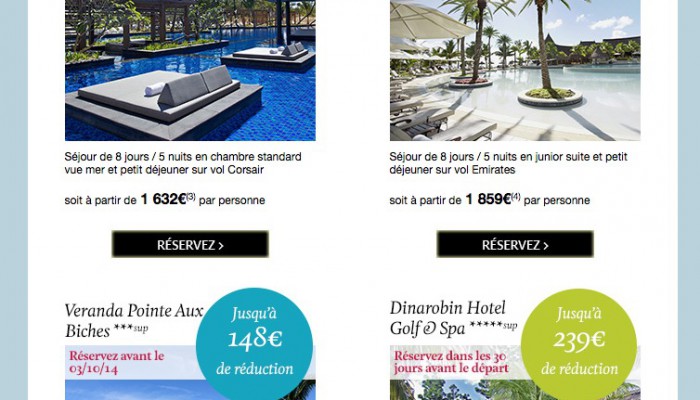 Séjour de 8 jours / 5 nuits en chambre standard
vue mer et petit déjeuner sur vol Corsair
soit à partir de 1 632€(3) par personne
RÉSERVEZ >
Séjour de 8 jours / 5 nuits en junior suite et petit
déjeuner sur vol Emirates
soit à partir de 1 859€(4) par personne
RÉSERVEZ >
Veranda Pointe Aux
Biches ***sup
Réservez avant le
03/10/14
Jusqu'à
148€
de réduction
Dinarobin Hotel
Golf & Spa *****sup
Réservez dans les 30
jours avant le départ
Jusqu'à
239€
de réduction